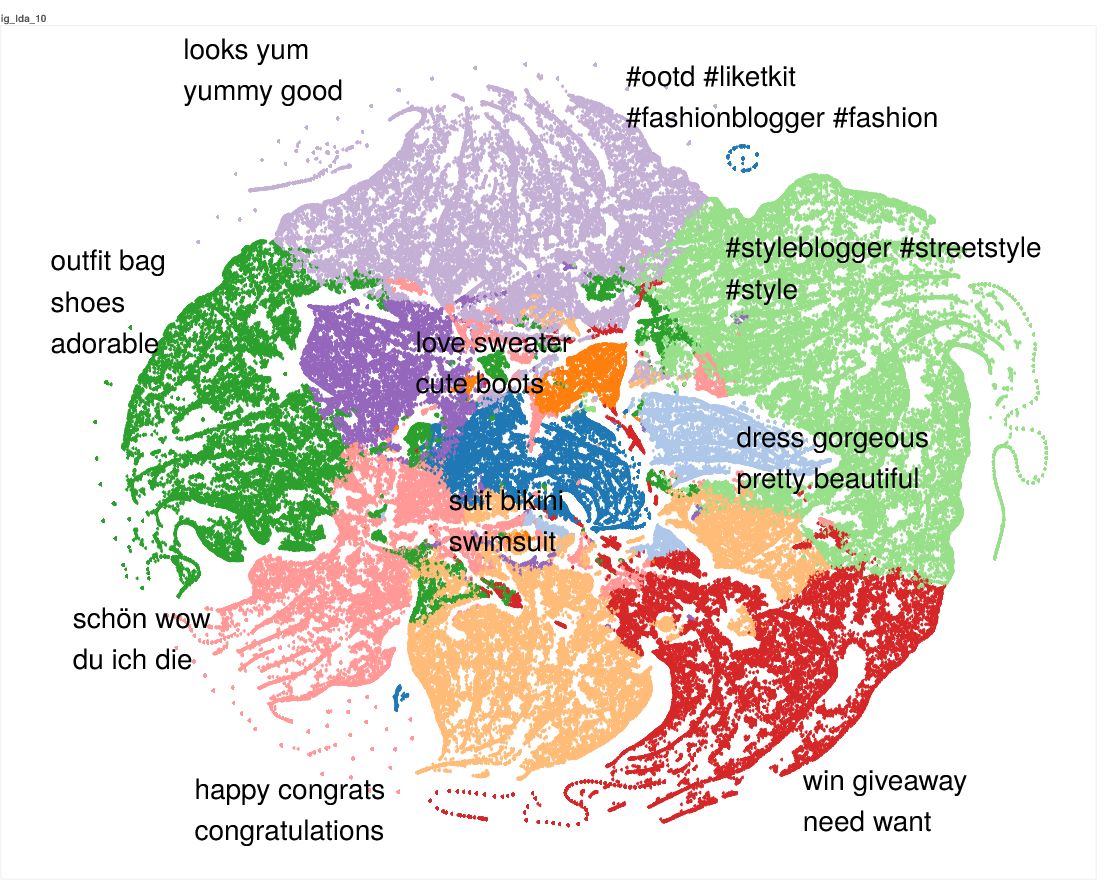 ig_lda_10
looks yum
yummy good
#ootd #liketkit
#fashionblogger #fashion
#styleblogger #streetstyle
#style
outfit bag
shoes
adorable
love sweater
cute boots
dress gorgeous
pretty beautiful
suit bikini
swimsuit
schön wow
du ich die
happy congrats
congratulations
win giveaway
need want